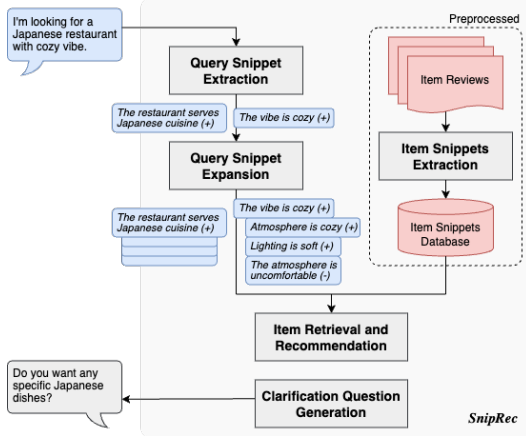 I'm looking for a
Japanese restaurant
with cozy vibe.
Preprocessed
Query Snippet
Extraction
Item Reviews
The restaurant serves
Japanese cuisine (+)
The vibe is cozy (+)
Item Snippets
Extraction
Query Snippet
Expansion
The restaurant serves
Japanese cuisine (+)
The vibe is cozy (+)
Atmosphere is cozy (+)
Lighting is soft (+)
The atmosphere is
uncomfortable (-)
Item Snippets
Database
Item Retrieval and
Recommendation
Do you want any
specific Japanese
dishes?
Clarification Question
Generation
SnipRec